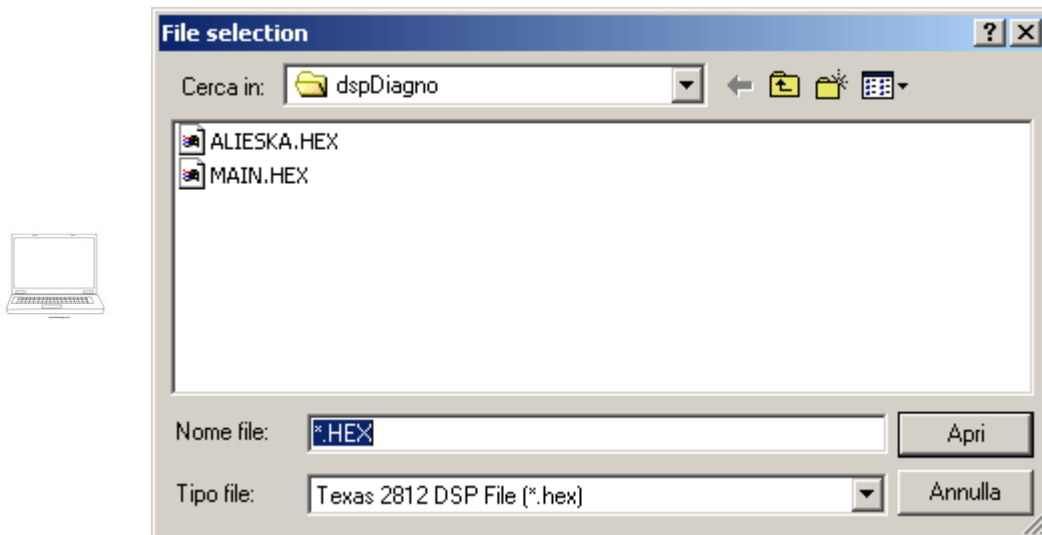 File selection
Cerca in: dspDiagno
ALIESKA.HEX
MAIN.HEX
Nome file: *.HEX Apri
Tipo file: Texas 2812 DSP File (*.hex) Annulla